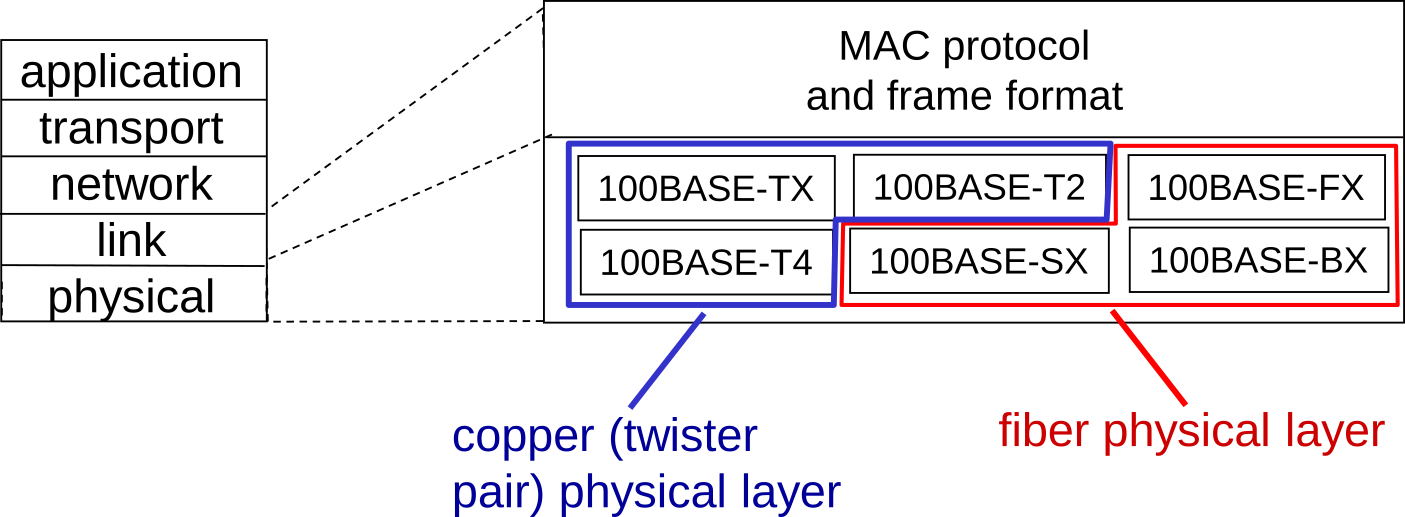 application
transport
network
link
physical
MAC protocol
and frame format
100BASE-TX
100BASE-T2
100BASE-FX
100BASE-T4
100BASE-SX
100BASE-BX
copper (twister
pair) physical layer
fiber physical layer